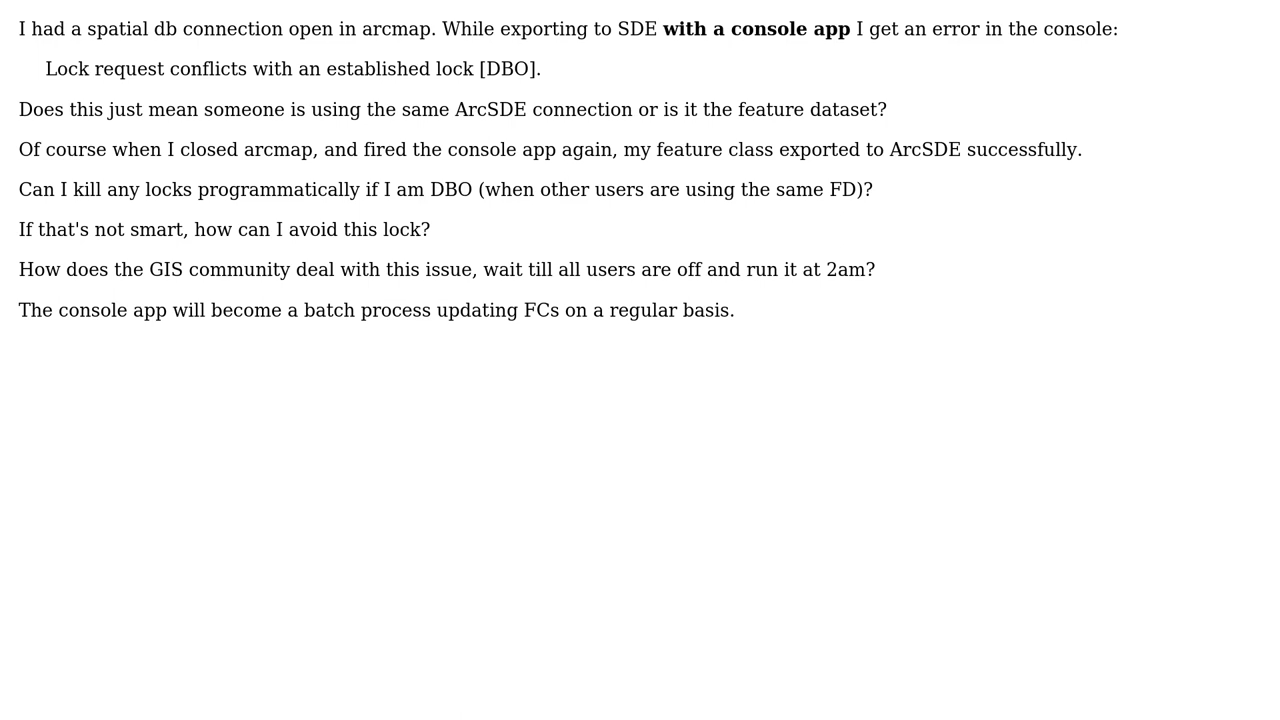 I had a spatial db connection open in arcmap. While exporting to SDE with a console app I get an error in the console:
Lock request conflicts with an established lock [DBO].
Does this just mean someone is using the same ArcSDE connection or is it the feature dataset?
Of course when I closed arcmap, and fired the console app again, my feature class exported to ArcSDE successfully.
Can I kill any locks programmatically if I am DBO (when other users are using the same FD)?
If that's not smart, how can I avoid this lock?
How does the GIS community deal with this issue, wait till all users are off and run it at 2am?
The console app will become a batch process updating FCs on a regular basis.